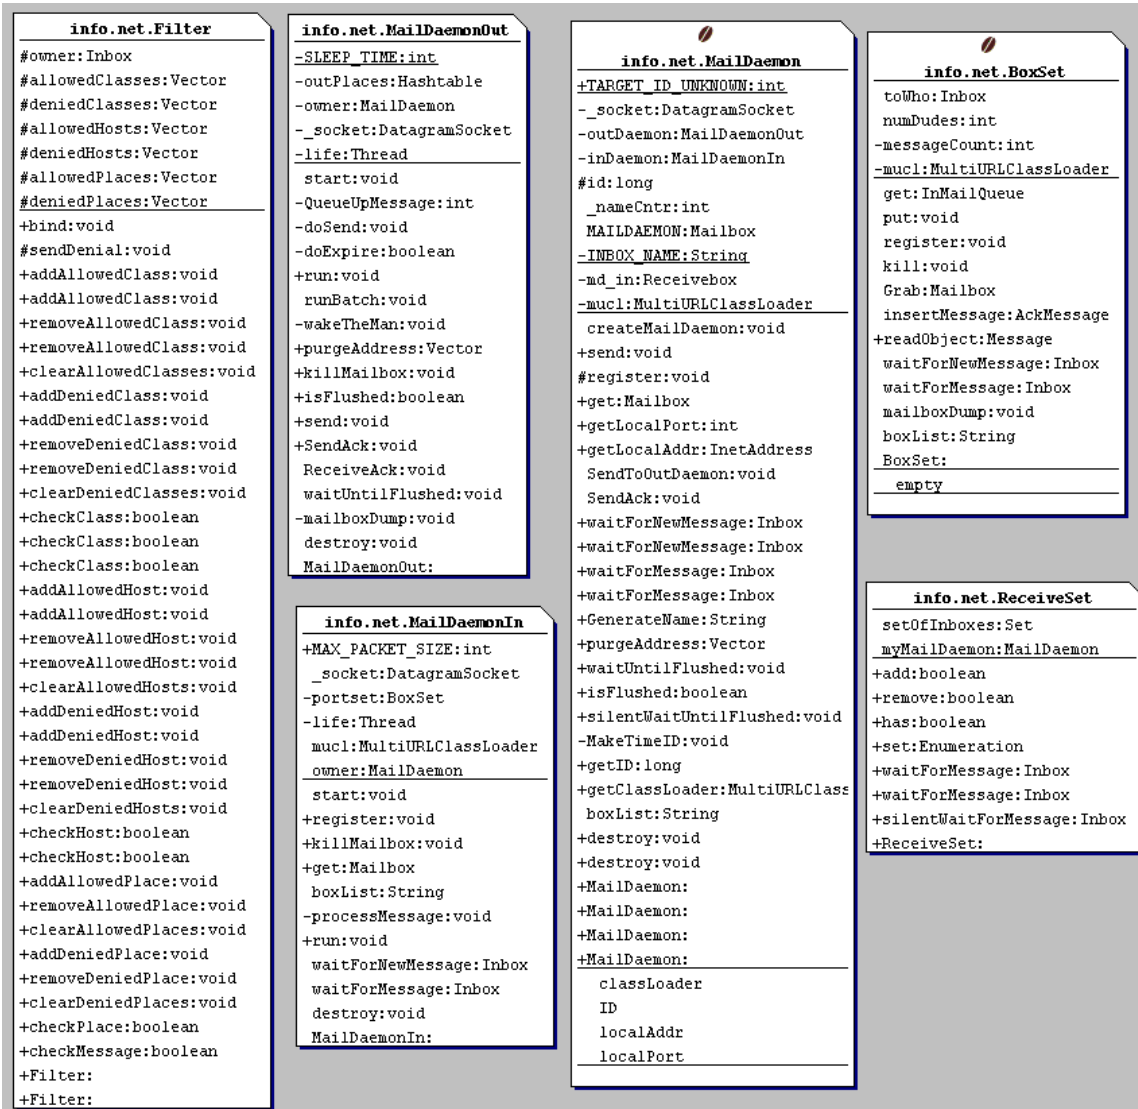 info.net.Filter
#owner:Inbox
#allowedClasses:Vector
#deniedClasses:Vector
#allowedHosts:Vector
#deniedHosts:Vector
#allowedPlaces:Vector
#deniedPlaces:Vector
+bind:void
#sendDenial:void
+addAllowedClass:void
+addAllowedClass:void
+removeAllowedClass:void
+removeAllowedClass:void
+clearAllowedClasses:void
+addDeniedClass:void
+addDeniedClass:void
+removeDeniedClass:void
+removeDeniedClass:void
+clearDeniedClasses:void
+checkClass:boolean
+checkClass:boolean
+checkClass:boolean
+addAllowedHost:void
+addAllowedHost:void
+removeAllowedHost:void
+removeAllowedHost:void
+clearAllowedHosts:void
+addDeniedHost:void
+addDeniedHost:void
+removeDeniedHost:void
+removeDeniedHost:void
+clearDeniedHosts:void
+checkHost:boolean
+checkHost:boolean
+addAllowedPlace:void
+removeAllowedPlace:void
+clearAllowedPlaces:void
+addDeniedPlace:void
+removeDeniedPlace:void
+clearDeniedPlaces:void
+checkPlace:boolean
+checkMessage:boolean
+Filter:
+Filter:
info.net.MailDaemonOut
-SLEEP_TIME:int
-outPlaces:Hashtable
-owner:MailDaemon
-_socket:DatagramSocket
-life:Thread
start:void
-QueueUpMessage:int
-doSend:void
-doExpire:boolean
+run:void
runBatch:void
-wakeTheMan:void
+purgeAddress:Vector
+killMailbox:void
+isFlushed:boolean
+send:void
+SendAck:void
ReceiveAck:void
waitUntilFlushed:void
-mailboxDump:void
destroy:void
MailDaemonOut:
info.net.MailDaemonIn
+MAX_PACKET_SIZE:int
_socket:DatagramSocket
-portset:BoxSet
-life:Thread
mucl:MultiURLClassLoader
owner:MailDaemon
start:void
+register:void
+killMailbox:void
+get:Mailbox
boxList:String
-processMessage:void
+run:void
waitForNewMessage:Inbox
waitForMessage:Inbox
destroy:void
MailDaemonIn:
info.net.MailDaemon
+TARGET_ID_UNKNOWN:int
-_socket:DatagramSocket
-outDaemon:MailDaemonOut
-inDaemon:MailDaemonIn
#id:long
_nameCntr:int
MAILDAEMON:Mailbox
-INBOX_NAME:String
-md_in:Receivebox
-mucl:MultiURLClassLoader
createMailDaemon:void
+send:void
#register:void
+get:Mailbox
+getLocalPort:int
+getLocalAddr:InetAddress
SendToOutDaemon:void
SendAck:void
+waitForNewMessage:Inbox
+waitForNewMessage:Inbox
+waitForMessage:Inbox
+waitForMessage:Inbox
+GenerateName:String
+purgeAddress:Vector
+waitUntilFlushed:void
+isFlushed:boolean
+silentWaitUntilFlushed:void
-MakeTimeID:void
+getID:long
+getClassLoader:MultiURLClass
boxList:String
+destroy:void
+destroy:void
+MailDaemon:
+MailDaemon:
+MailDaemon:
+MailDaemon:
classLoader
ID
localAddr
localPort
info.net.BoxSet
toWho:Inbox
numDudes:int
-messageCount:int
-mucl:MultiURLClassLoader
get:InMailQueue
put:void
register:void
kill:void
Grab:Mailbox
insertMessage:AckMessage
+readObject:Message
waitForNewMessage:Inbox
waitForMessage:Inbox
mailboxDump:void
boxList:String
BoxSet:
empty
info.net.ReceiveSet
setOfInboxes:Set
myMailDaemon:MailDaemon
+add:boolean
+remove:boolean
+has:boolean
+set:Enumeration
+waitForMessage:Inbox
+waitForMessage:Inbox
+silentWaitForMessage:Inbox
+ReceiveSet: